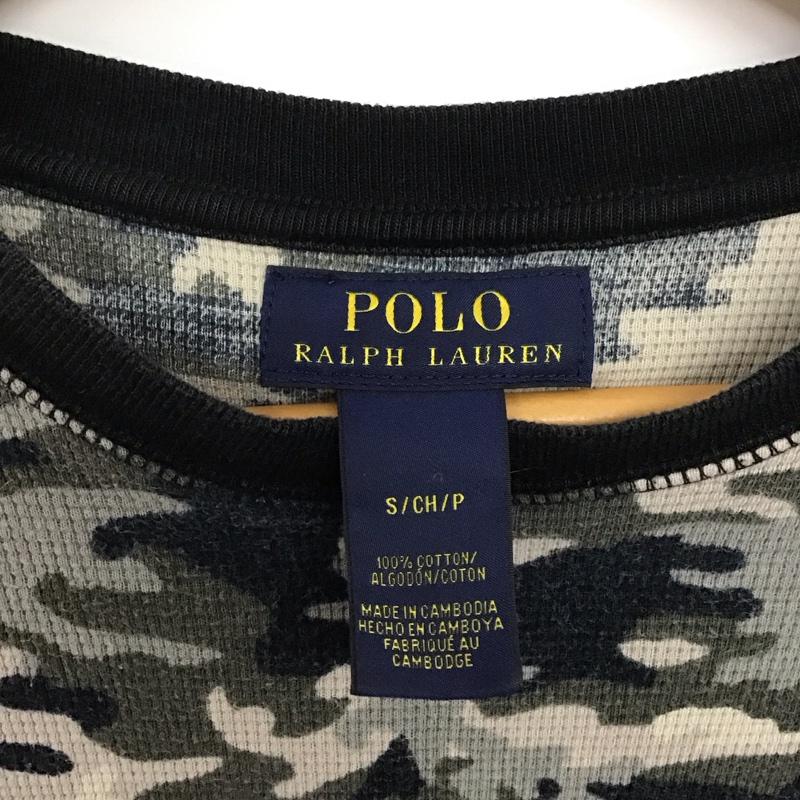 POLO
RALPH LAUREN
S/CH/P
100% COTTON/
ALGODÓN/COTON
MADE IN CAMBODIA
HECHO EN CAMBOYA
FABRIQUÉ AU
CAMBODGE